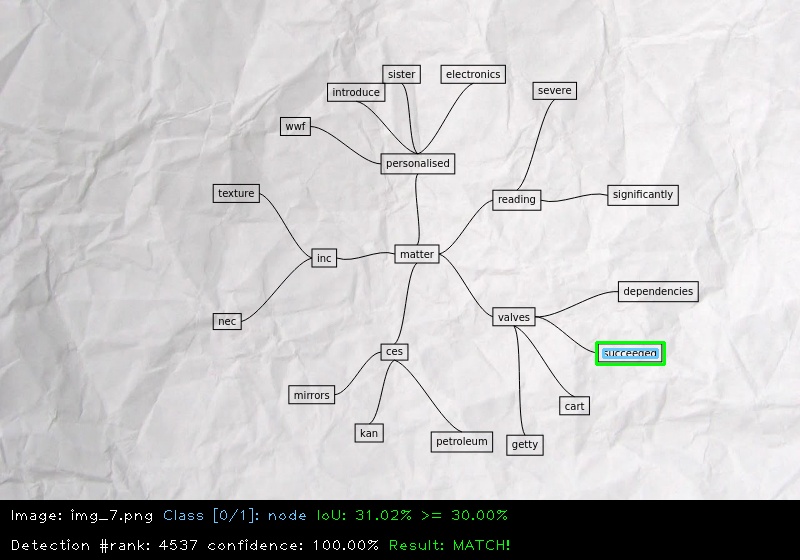 sister
electronics
introduce
severe
wwf
personalised
texture
reading
significantly
inc
matter
dependencies
nec
valves
ces
succeeded
mirrors
cart
kan
petroleum
getty
Image: img_7.png Class [0/1]: node IoU: 31.02% >= 30.00%
Detection #rank: 4537 confidence: 100.00% Result: MATCH!